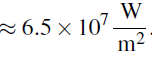 ≈ 6.5 × 10⁷ W/m².